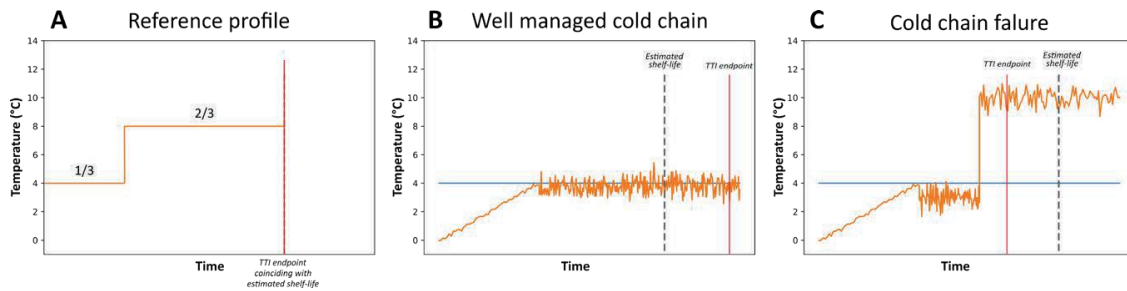 A Reference profile
14
12
10
8
6
4
2
0
Temperature (°C)
1/3
2/3
Time
TTI endpoint
coinciding with
estimated shelf-life
B Well managed cold chain
14
12
10
8
6
4
2
0
Temperature (°C)
Estimated
shelf-life
TTI endpoint
Time
C Cold chain falure
14
12
10
8
6
4
2
0
Temperature (°C)
TTI endpoint
Estimated
shelf-life
Time